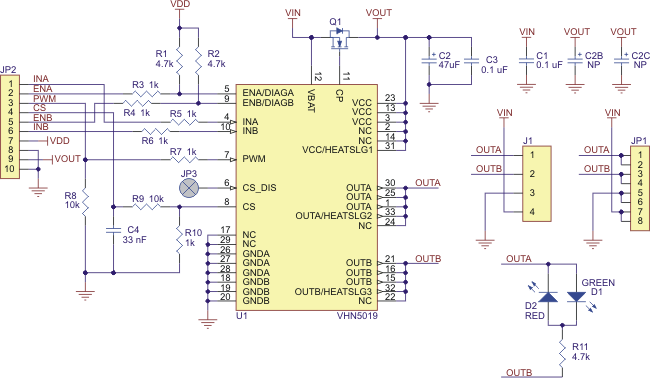 VDD
VIN
Q1
VOUT
R1
4.7k
R2
4.7k
C2
47uF
C3
0.1 uF
VIN
VOUT
VOUT
C1
0.1 uF
C2B
NP
C2C
NP
JP2
1
2
3
4
5
6
7
8
9
10
INA
ENA
PWM
CS
ENB
INB
VDD
VOUT
R3 1k
R4 1k
R5 1k
R6 1k
R7 1k
JP3
R8
10k
R9 10k
C4
33 nF
R10
1k
12
VBAT
11
CP
5 ENA/DIAGA
9 ENB/DIAGB
4 INA
10 INB
7 PWM
6 CS_DIS
8 CS
17 NC
29 NC
26 GNDA
27 GNDA
28 GNDA
18 GNDB
19 GNDB
20 GNDB
VCC 23
VCC 13
VCC 3
NC 2
NC 14
VCC/HEATSLG1 31
OUTA 30 OUTA
OUTA 25
OUTA 1
OUTA/HEATSLG2 33
NC 24
OUTB 21 OUTB
OUTB 16
OUTB 15
OUTB/HEATSLG3 32
NC 22
U1
VHN5019
VIN
J1
OUTA
OUTB
1
2
3
4
VIN
JP1
OUTA
OUTB
1
2
3
4
5
6
7
8
OUTA
GREEN
D1
D2
RED
R11
4.7k
OUTB